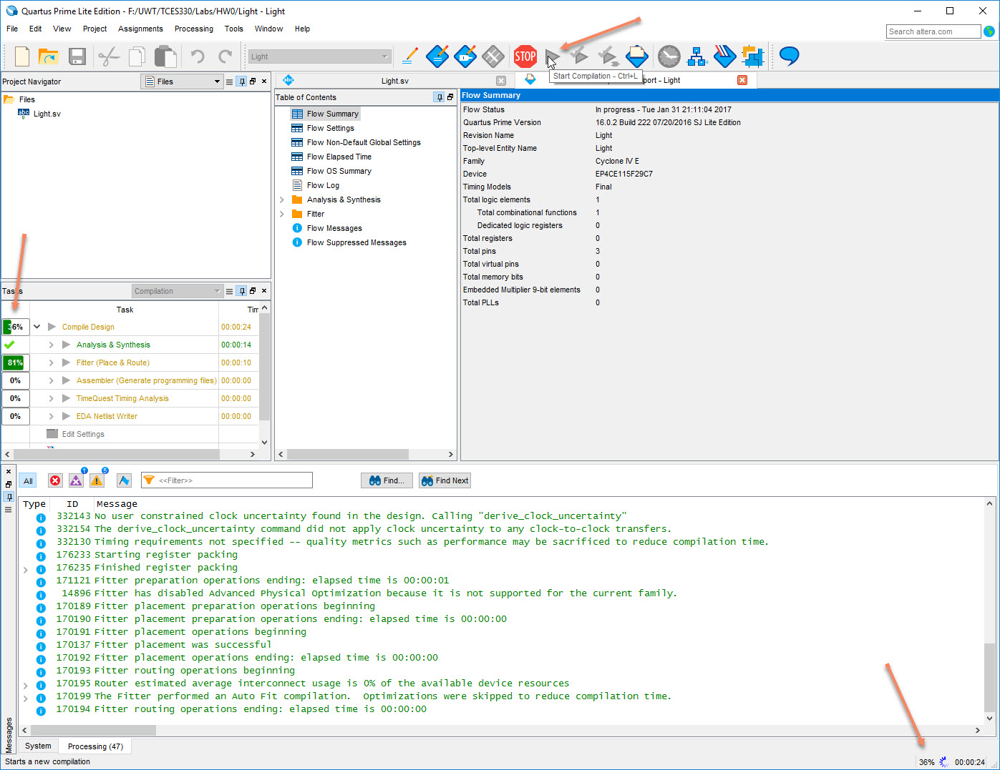 Quartus Prime Lite Edition - F:/UWT/TCES330/Labs/HW0/Light - Light
File Edit View Project Assignments Processing Tools Window Help
Search altera.com
Light
STOP
Start Compilation - Ctrl+L
Project Navigator
Files
Files
Light.sv
Light.sv
port - Light
Table of Contents
Flow Summary
Flow Settings
Flow Non-Default Global Settings
Flow Elapsed Time
Flow OS Summary
Flow Log
Analysis & Synthesis
Fitter
Flow Messages
Flow Suppressed Messages
Flow Summary
Flow Status In progress - Tue Jan 31 21:11:04 2017
Quartus Prime Version 16.0.2 Build 222 07/20/2016 SJ Lite Edition
Revision Name Light
Top-level Entity Name Light
Family Cyclone IV E
Device EP4CE115F29C7
Timing Models Final
Total logic elements 1
Total combinational functions 1
Dedicated logic registers 0
Total registers 0
Total pins 3
Total virtual pins 0
Total memory bits 0
Embedded Multiplier 9-bit elements 0
Total PLLs 0
Tasks Compilation
Task Tim
36% Compile Design 00:00:24
Analysis & Synthesis 00:00:14
81% Fitter (Place & Route) 00:00:10
0% Assembler (Generate programming files) 00:00:00
0% TimeQuest Timing Analysis 00:00:00
0% EDA Netlist Writer 00:00:00
Edit Settings
All 1 5 <<Filter>> Find... Find Next
Type ID Message
332143 No user constrained clock uncertainty found in the design. Calling "derive_clock_uncertainty"
332154 The derive_clock_uncertainty command did not apply clock uncertainty to any clock-to-clock transfers.
332130 Timing requirements not specified -- quality metrics such as performance may be sacrificed to reduce compilation time.
176233 Starting register packing
176235 Finished register packing
171121 Fitter preparation operations ending: elapsed time is 00:00:01
14896 Fitter has disabled Advanced Physical Optimization because it is not supported for the current family.
170189 Fitter placement preparation operations beginning
170190 Fitter placement preparation operations ending: elapsed time is 00:00:00
170191 Fitter placement operations beginning
170137 Fitter placement was successful
170192 Fitter placement operations ending: elapsed time is 00:00:00
170193 Fitter routing operations beginning
170195 Router estimated average interconnect usage is 0% of the available device resources
170199 The Fitter performed an Auto Fit compilation.  Optimizations were skipped to reduce compilation time.
170194 Fitter routing operations ending: elapsed time is 00:00:00
Messages
System Processing (47)
Starts a new compilation
36% 00:00:24